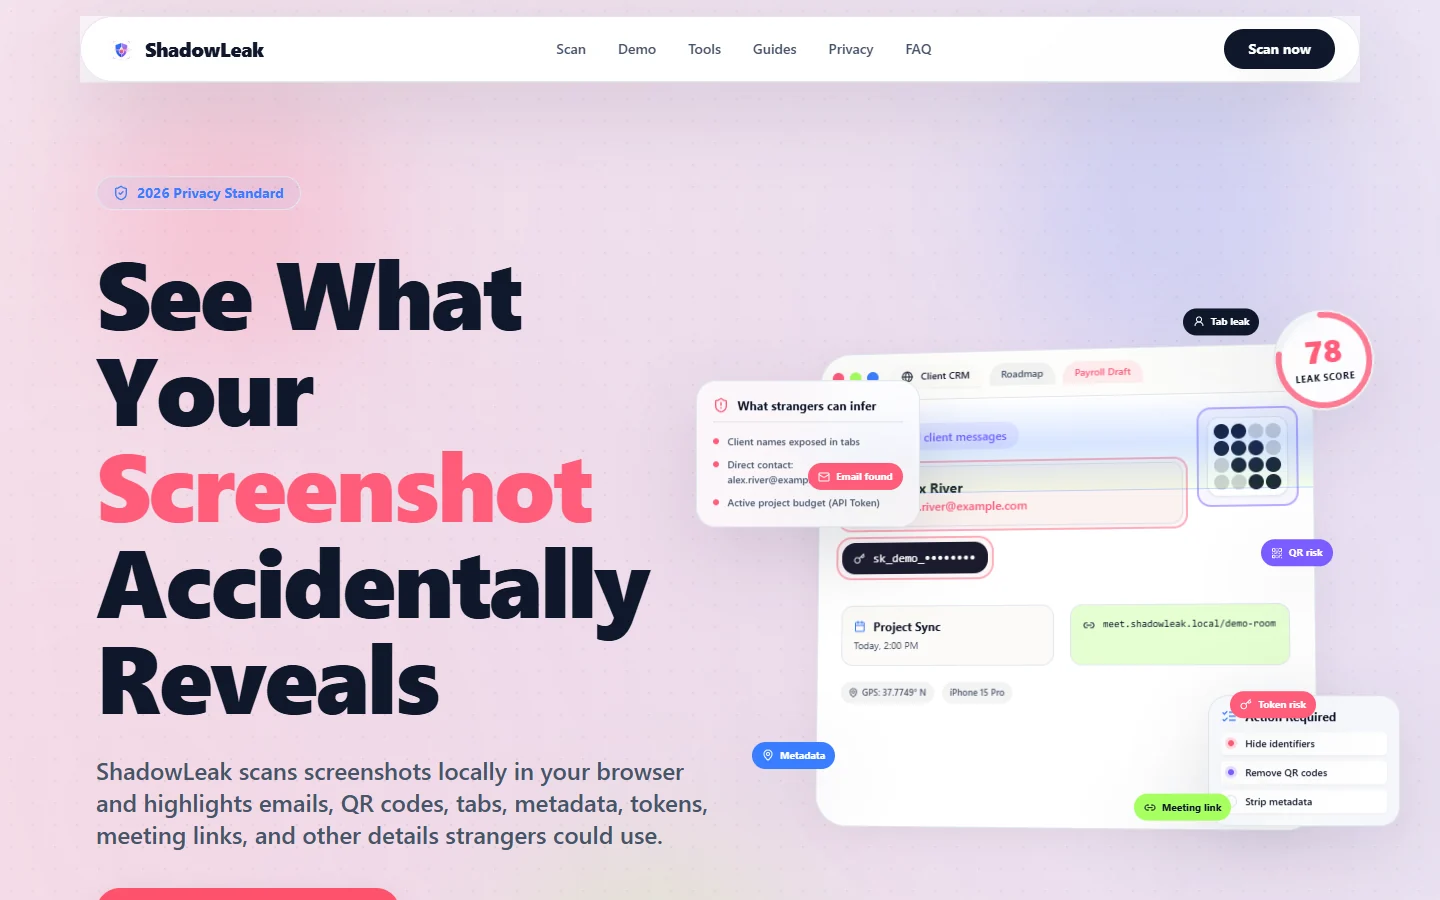 ShadowLeak
Scan
Demo
Tools
Guides
Privacy
FAQ
Scan now
2026 Privacy Standard
See What
Your
Screenshot
Accidentally
Reveals
ShadowLeak scans screenshots locally in your browser
and highlights emails, QR codes, tabs, metadata, tokens,
meeting links, and other details strangers could use.
Tab leak
78
LEAK SCORE
Client CRM
Roadmap
Payroll Draft
What strangers can infer
Client names exposed in tabs
Direct contact:
alex.river@examp
Email found
Active project budget (API Token)
client messages
x River
.river@example.com
sk_demo_••••••••
QR risk
Project Sync
Today, 2:00 PM
meet.shadowleak.local/demo-room
GPS: 37.7749° N
iPhone 15 Pro
Token risk
Action Required
Hide identifiers
Remove QR codes
Strip metadata
Metadata
Meeting link